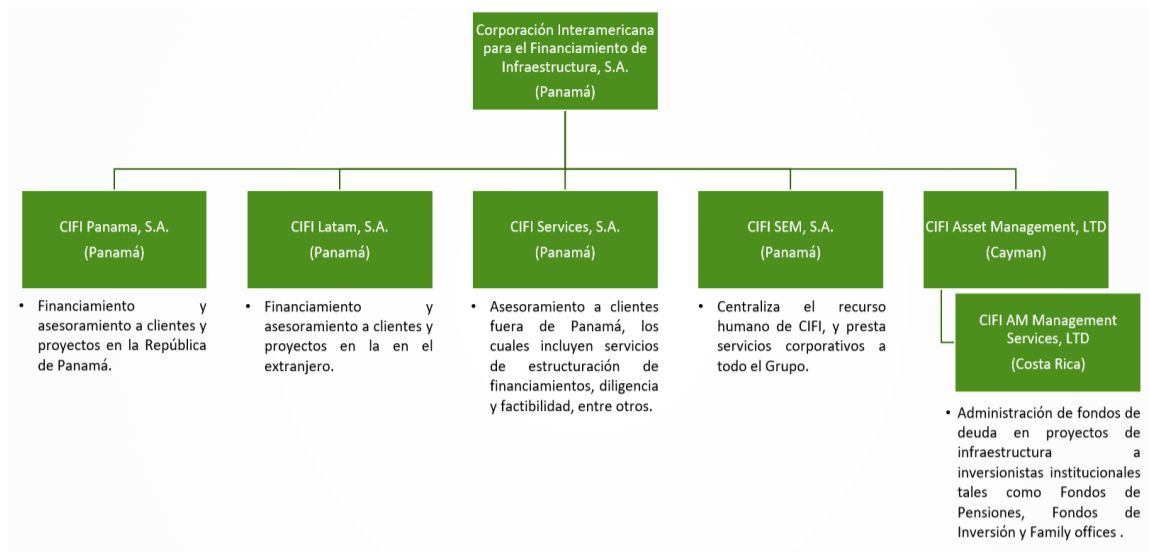 Corporación Interamericana
para el Financiamiento de
Infraestructura, S.A.
(Panamá)
CIFI Panama, S.A.
(Panamá)
• Financiamiento y
asesoramiento a clientes y
proyectos en la República
de Panamá.
CIFI Latam, S.A.
(Panamá)
• Financiamiento y
asesoramiento a clientes y
proyectos en la en el
extranjero.
CIFI Services, S.A.
(Panamá)
• Asesoramiento a clientes
fuera de Panamá, los
cuales incluyen servicios
de estructuración de
financiamientos, diligencia
y factibilidad, entre otros.
CIFI SEM, S.A.
(Panamá)
• Centraliza el recurso
humano de CIFI, y presta
servicios corporativos a
todo el Grupo.
CIFI Asset Management, LTD
(Cayman)
CIFI AM Management
Services, LTD
(Costa Rica)
• Administración de fondos de
deuda en proyectos de
infraestructura a
inversionistas institucionales
tales como Fondos de
Pensiones, Fondos de
Inversión y Family offices .